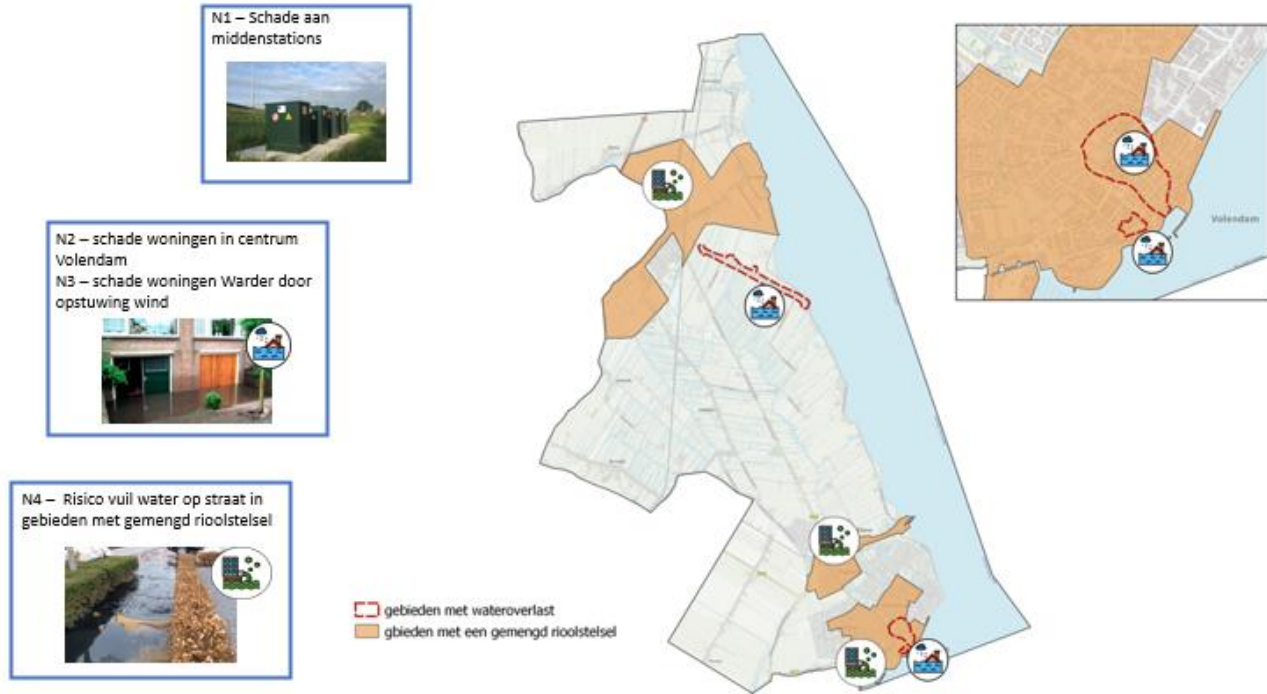 N1 – Schade aan
middenstations
N2 – schade woningen in centrum
Volendam
N3 – schade woningen Warder door
opstuwing wind
N4 – Risico vuil water op straat in
gebieden met gemengd rioolstelsel
gebieden met wateroverlast
gbieden met een gemengd rioolstelsel
Volendam